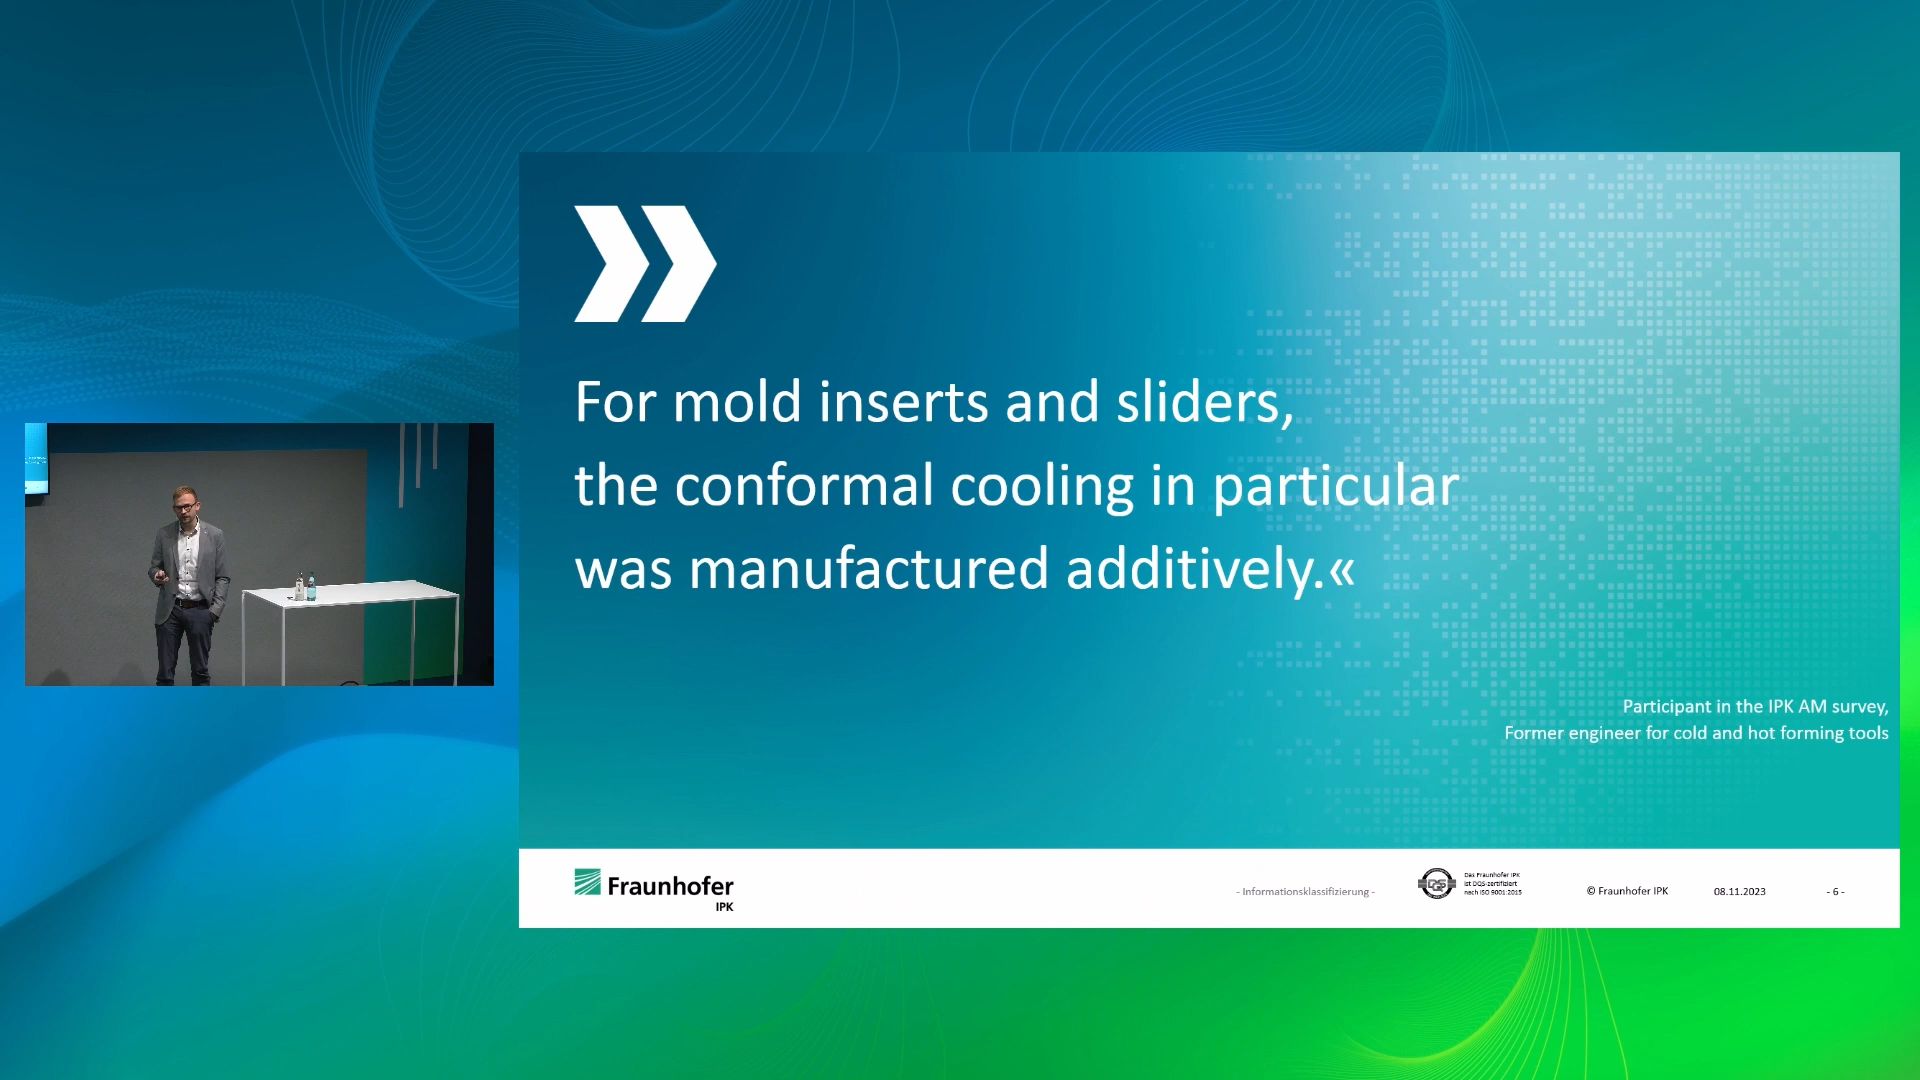 »
For mold inserts and sliders,
the conformal cooling in particular
was manufactured additively.«
Participant in the IPK AM survey,
Former engineer for cold and hot forming tools
Fraunhofer
IPK
- Informationsklassifizierung -
DQS
Das Fraunhofer IPK
ist DQS-zertifiziert
nach ISO 9001:2015
© Fraunhofer IPK
08.11.2023
- 6 -